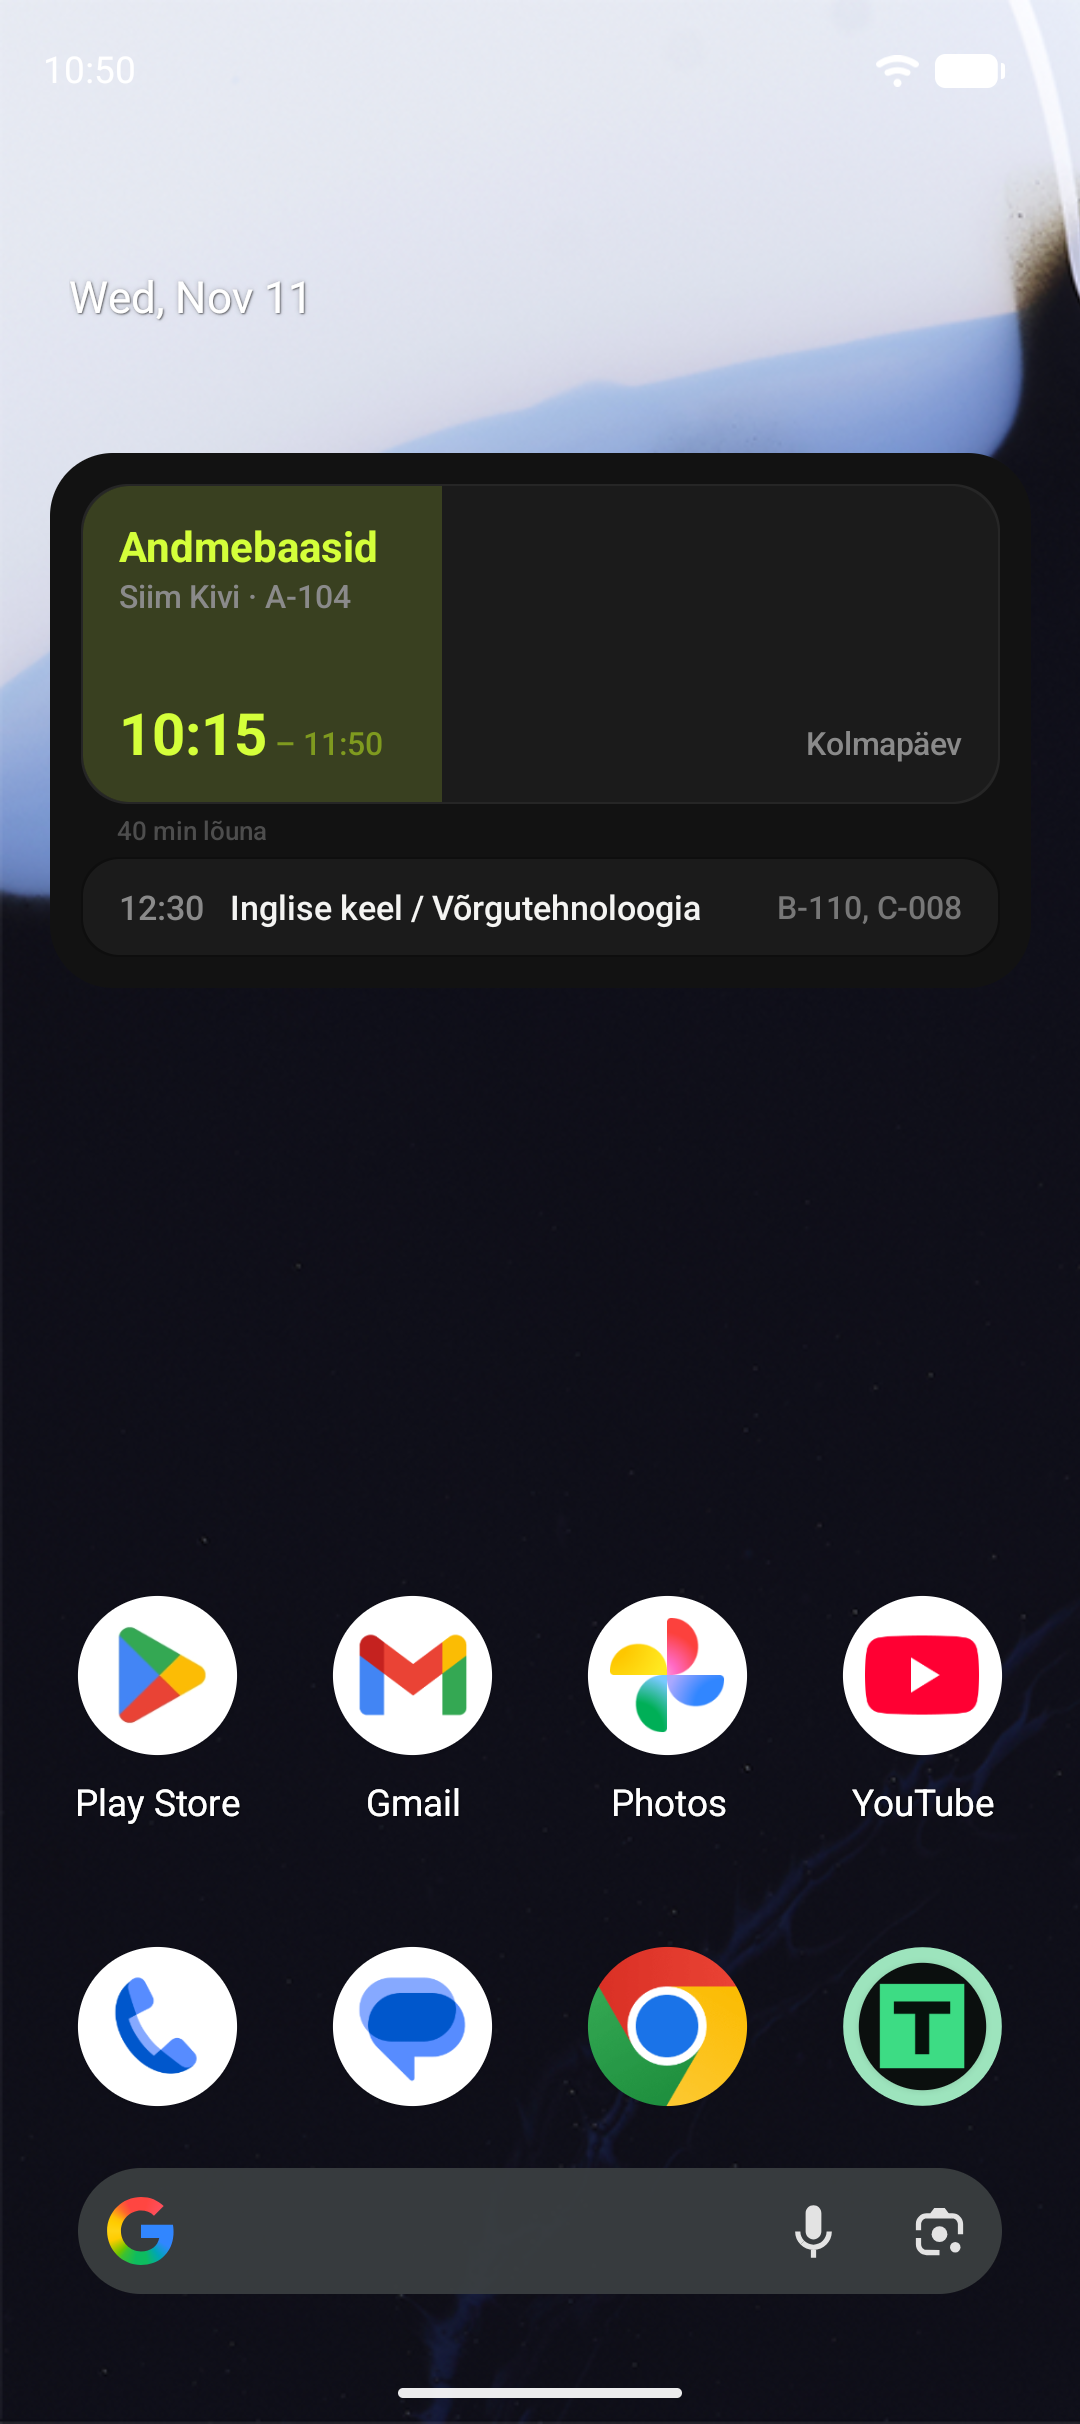 10:50
Wed, Nov 11
Andmebaasid
Siim Kivi · A-104
10:15 – 11:50
Kolmapäev
40 min lõuna
12:30 Inglise keel / Võrgutehnoloogia B-110, C-008
Play Store Gmail Photos YouTube
T